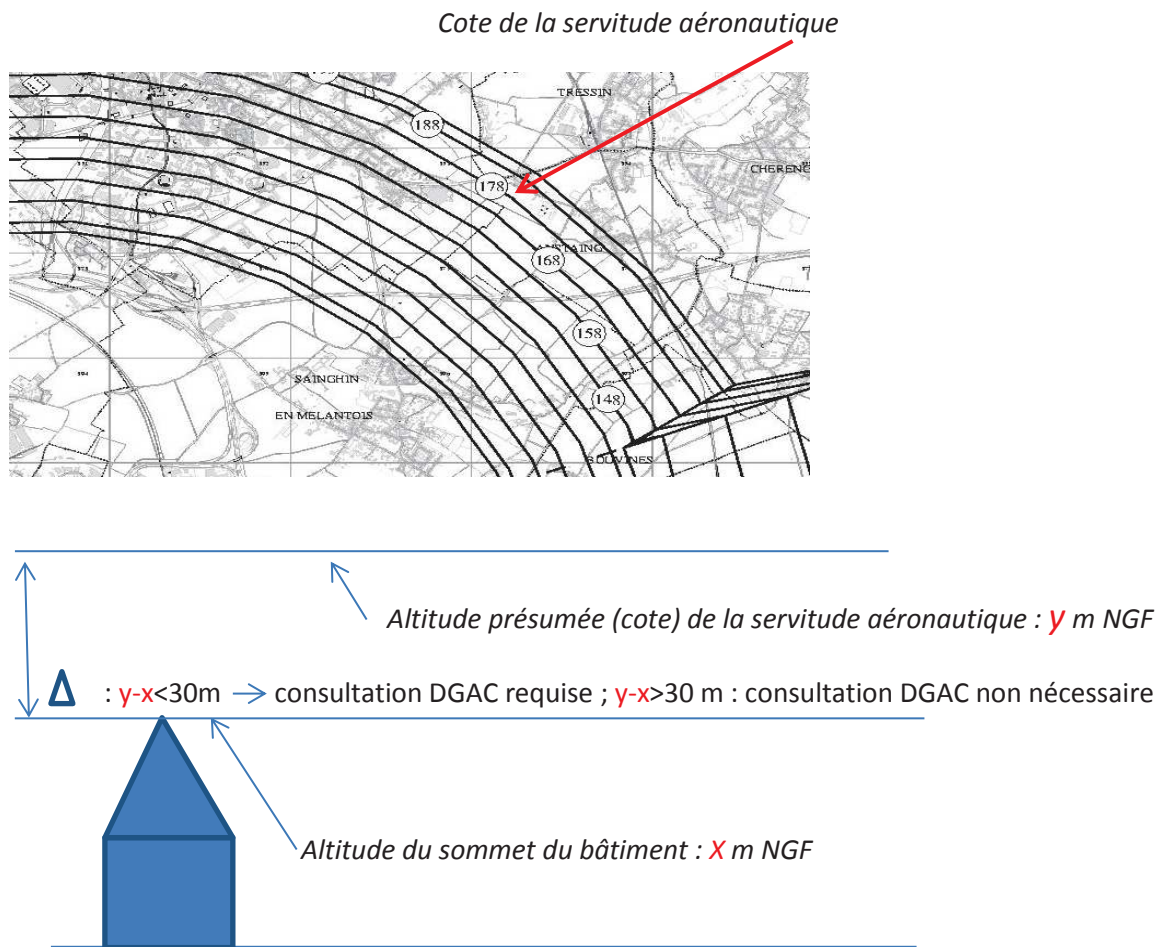 Cote de la servitude aéronautique
TRESSIN
188
CHERENG
178
168
158
SAINGHIN
148
EN MELANTOIS
BOUVINES
Altitude présumée (cote) de la servitude aéronautique : y m NGF
Δ : y-x<30m → consultation DGAC requise ; y-x>30 m : consultation DGAC non nécessaire
Altitude du sommet du bâtiment : X m NGF